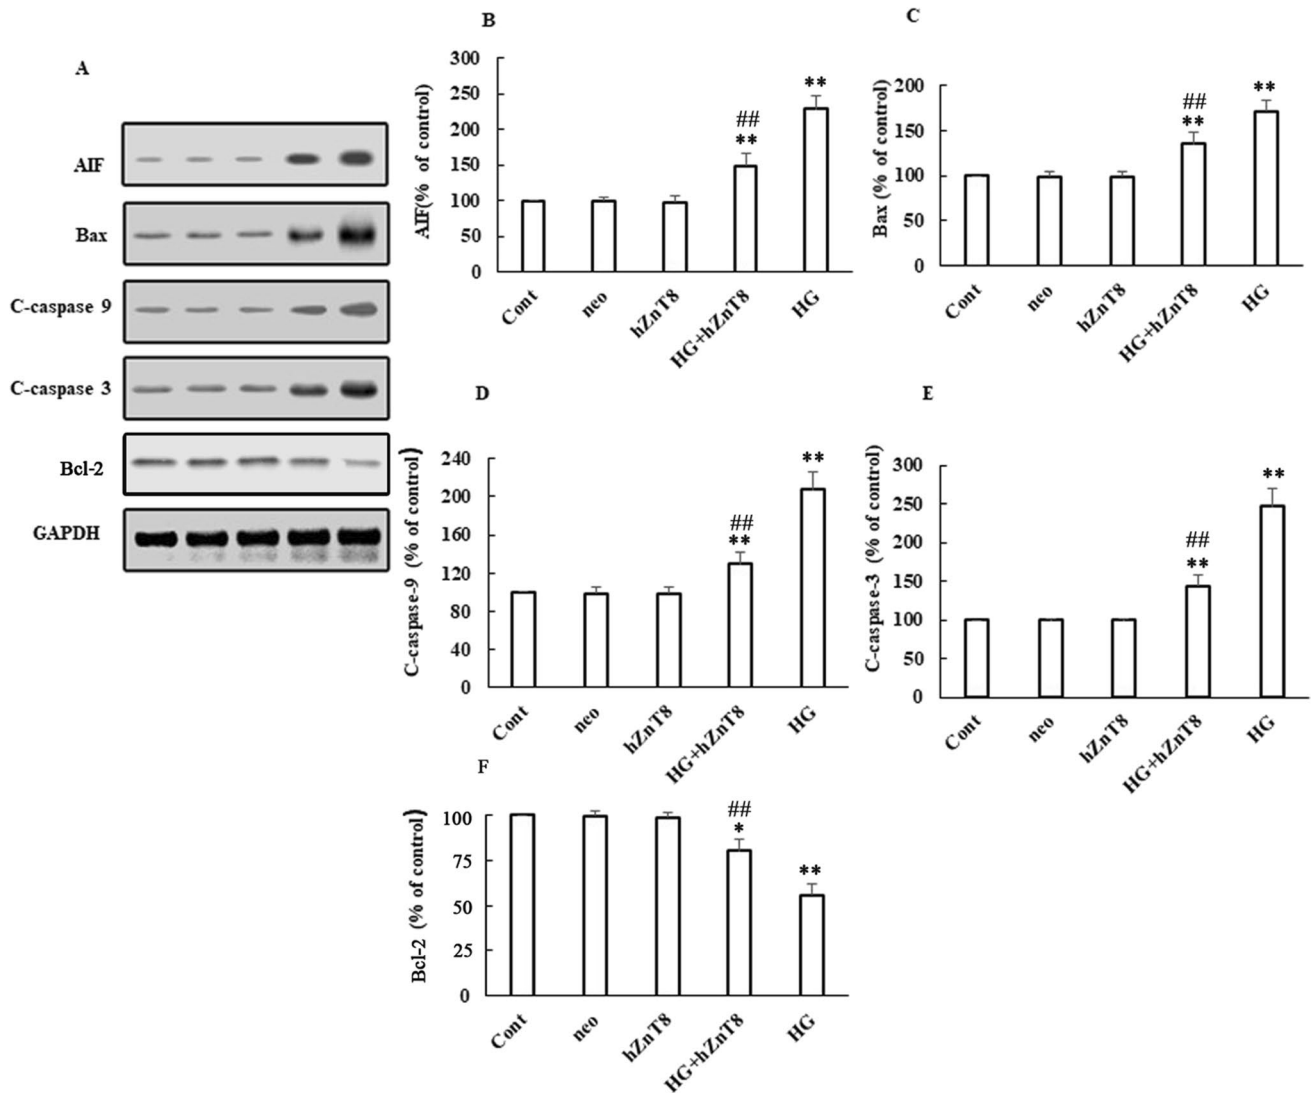 A
AIF
Bax
C-caspase 9
C-caspase 3
Bcl-2
GAPDH
B
AIF(% of control)
300
250
200
150
100
50
0
##
**
**
Cont
neo
hZnT8
HG+hZnT8
HG
C
Bax (% of control)
200
150
100
50
0
##
**
**
Cont
neo
hZnT8
HG+hZnT8
HG
D
C-caspase-9 (% of control)
240
200
160
120
80
40
0
##
**
**
Cont
neo
hZnT8
HG+hZnT8
HG
E
C-caspase-3 (% of control)
300
250
200
150
100
50
0
##
**
**
Cont
neo
hZnT8
HG+hZnT8
HG
F
Bcl-2 (% of control)
100
75
50
25
0
##
*
**
Cont
neo
hZnT8
HG+hZnT8
HG